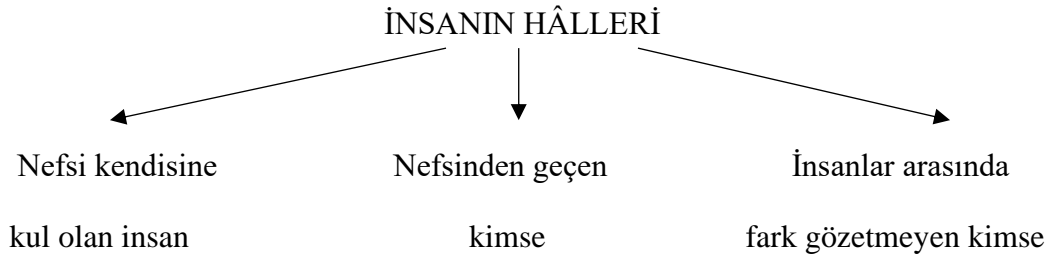 İNSANIN HÂLLERİ
Nefsi kendisine
kul olan insan
Nefsinden geçen
kimse
İnsanlar arasında
fark gözetmeyen kimse